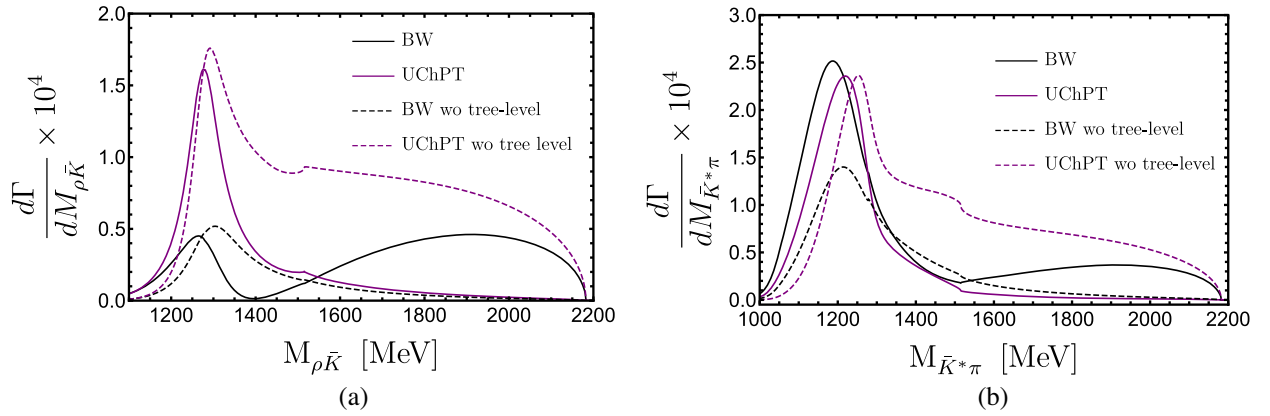 dΓ
dM_{ρK̄} × 10^4
2.0
1.5
1.0
0.5
0.0
BW
UChPT
BW wo tree-level
UChPT wo tree level
1200 1400 1600 1800 2000 2200
M_{ρK̄} [MeV]
(a)
dΓ
dM_{K̄*π} × 10^4
3.0
2.5
2.0
1.5
1.0
0.5
0.0
BW
UChPT
BW wo tree-level
UChPT wo tree-level
1000 1200 1400 1600 1800 2000 2200
M_{K̄*π} [MeV]
(b)